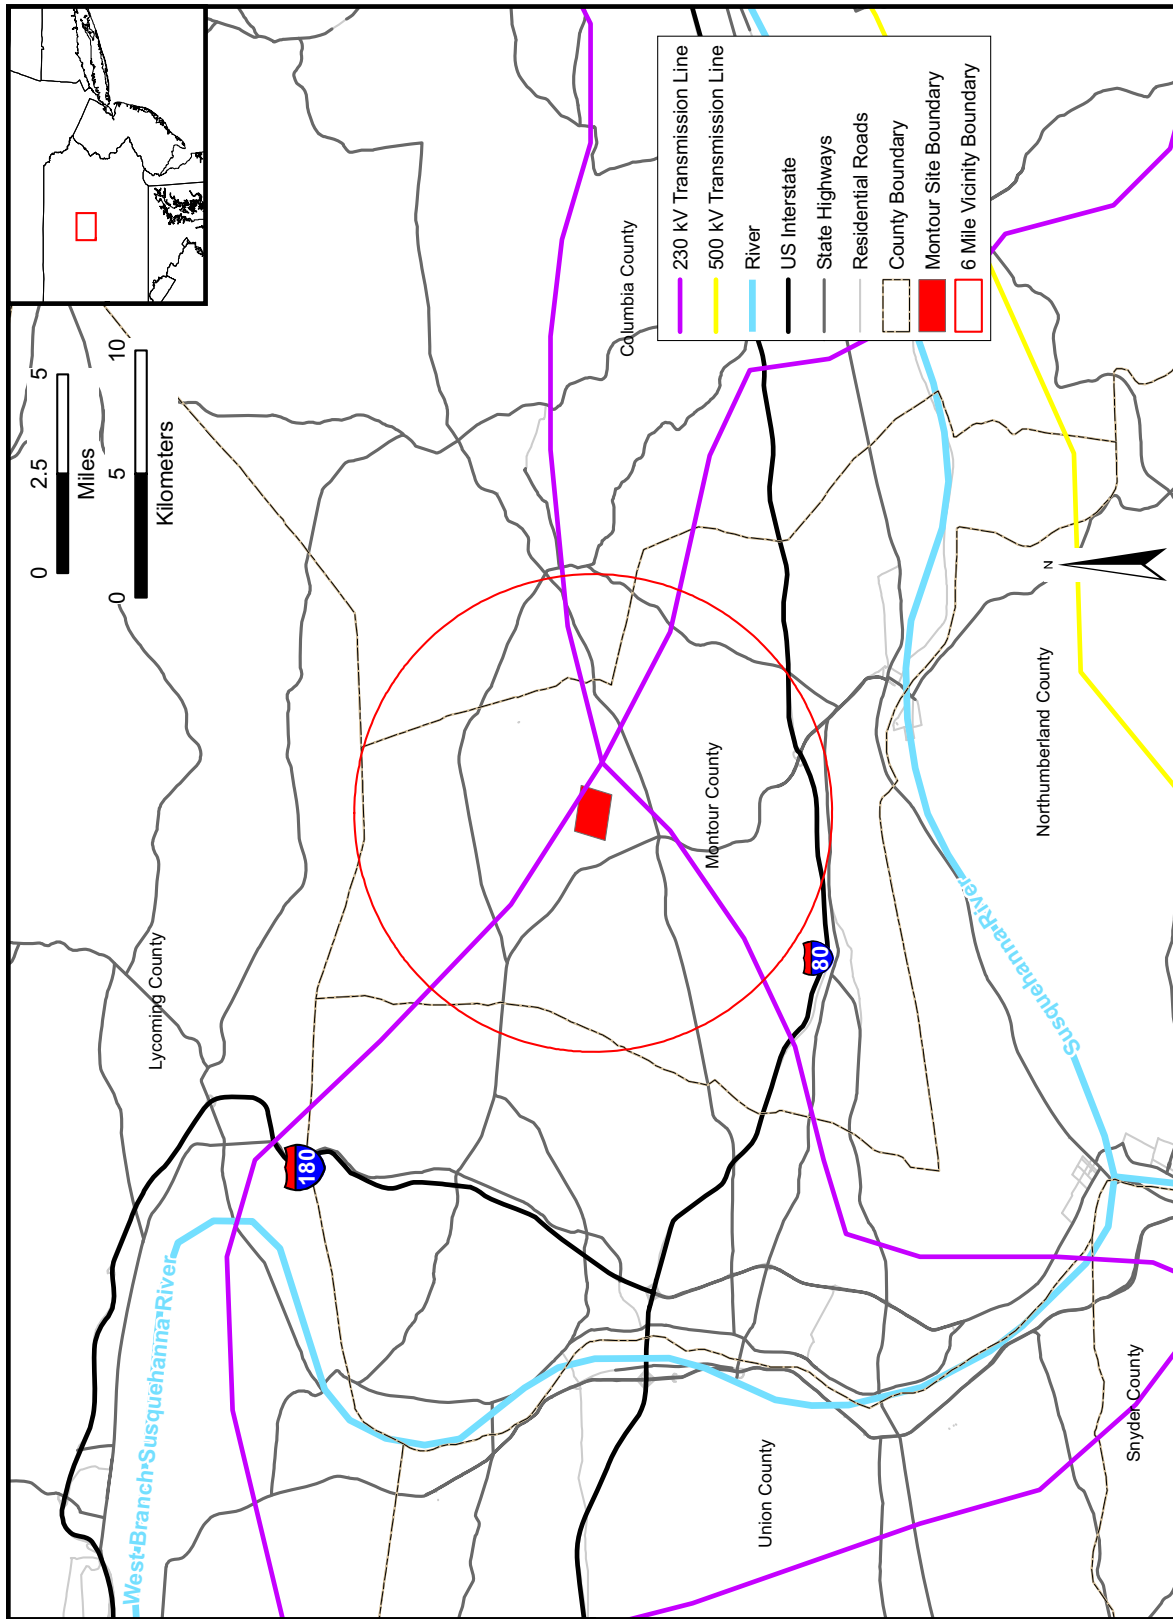 0
2.5
5
Miles
0
5
10
Kilometers
Lycoming County
180
West Branch Susquehanna River
Columbia County
Montour County
80
Susquehanna River
Northumberland County
Union County
Snyder County
N
230 kV Transmission Line
500 kV Transmission Line
River
US Interstate
State Highways
Residential Roads
County Boundary
Montour Site Boundary
6 Mile Vicinity Boundary